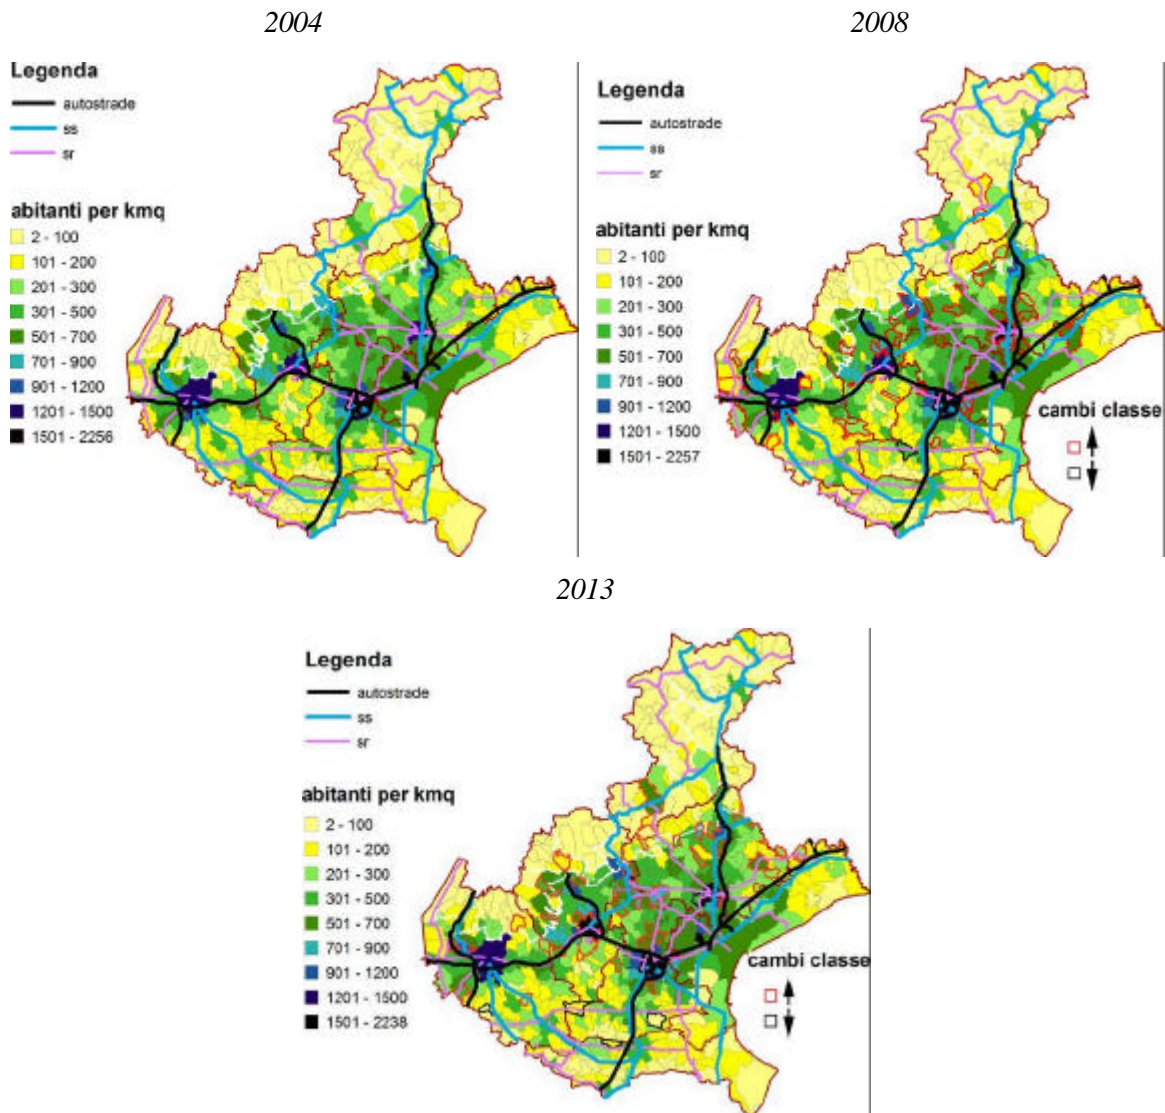 2004
Legenda
autostrade
ss
sr
abitanti per kmq
2 - 100
101 - 200
201 - 300
301 - 500
501 - 700
701 - 900
901 - 1200
1201 - 1500
1501 - 2256
2008
Legenda
autostrade
ss
sr
abitanti per kmq
2 - 100
101 - 200
201 - 300
301 - 500
501 - 700
701 - 900
901 - 1200
1201 - 1500
1501 - 2257
cambi classe
2013
Legenda
autostrade
ss
sr
abitanti per kmq
2 - 100
101 - 200
201 - 300
301 - 500
501 - 700
701 - 900
901 - 1200
1201 - 1500
1501 - 2238
cambi classe